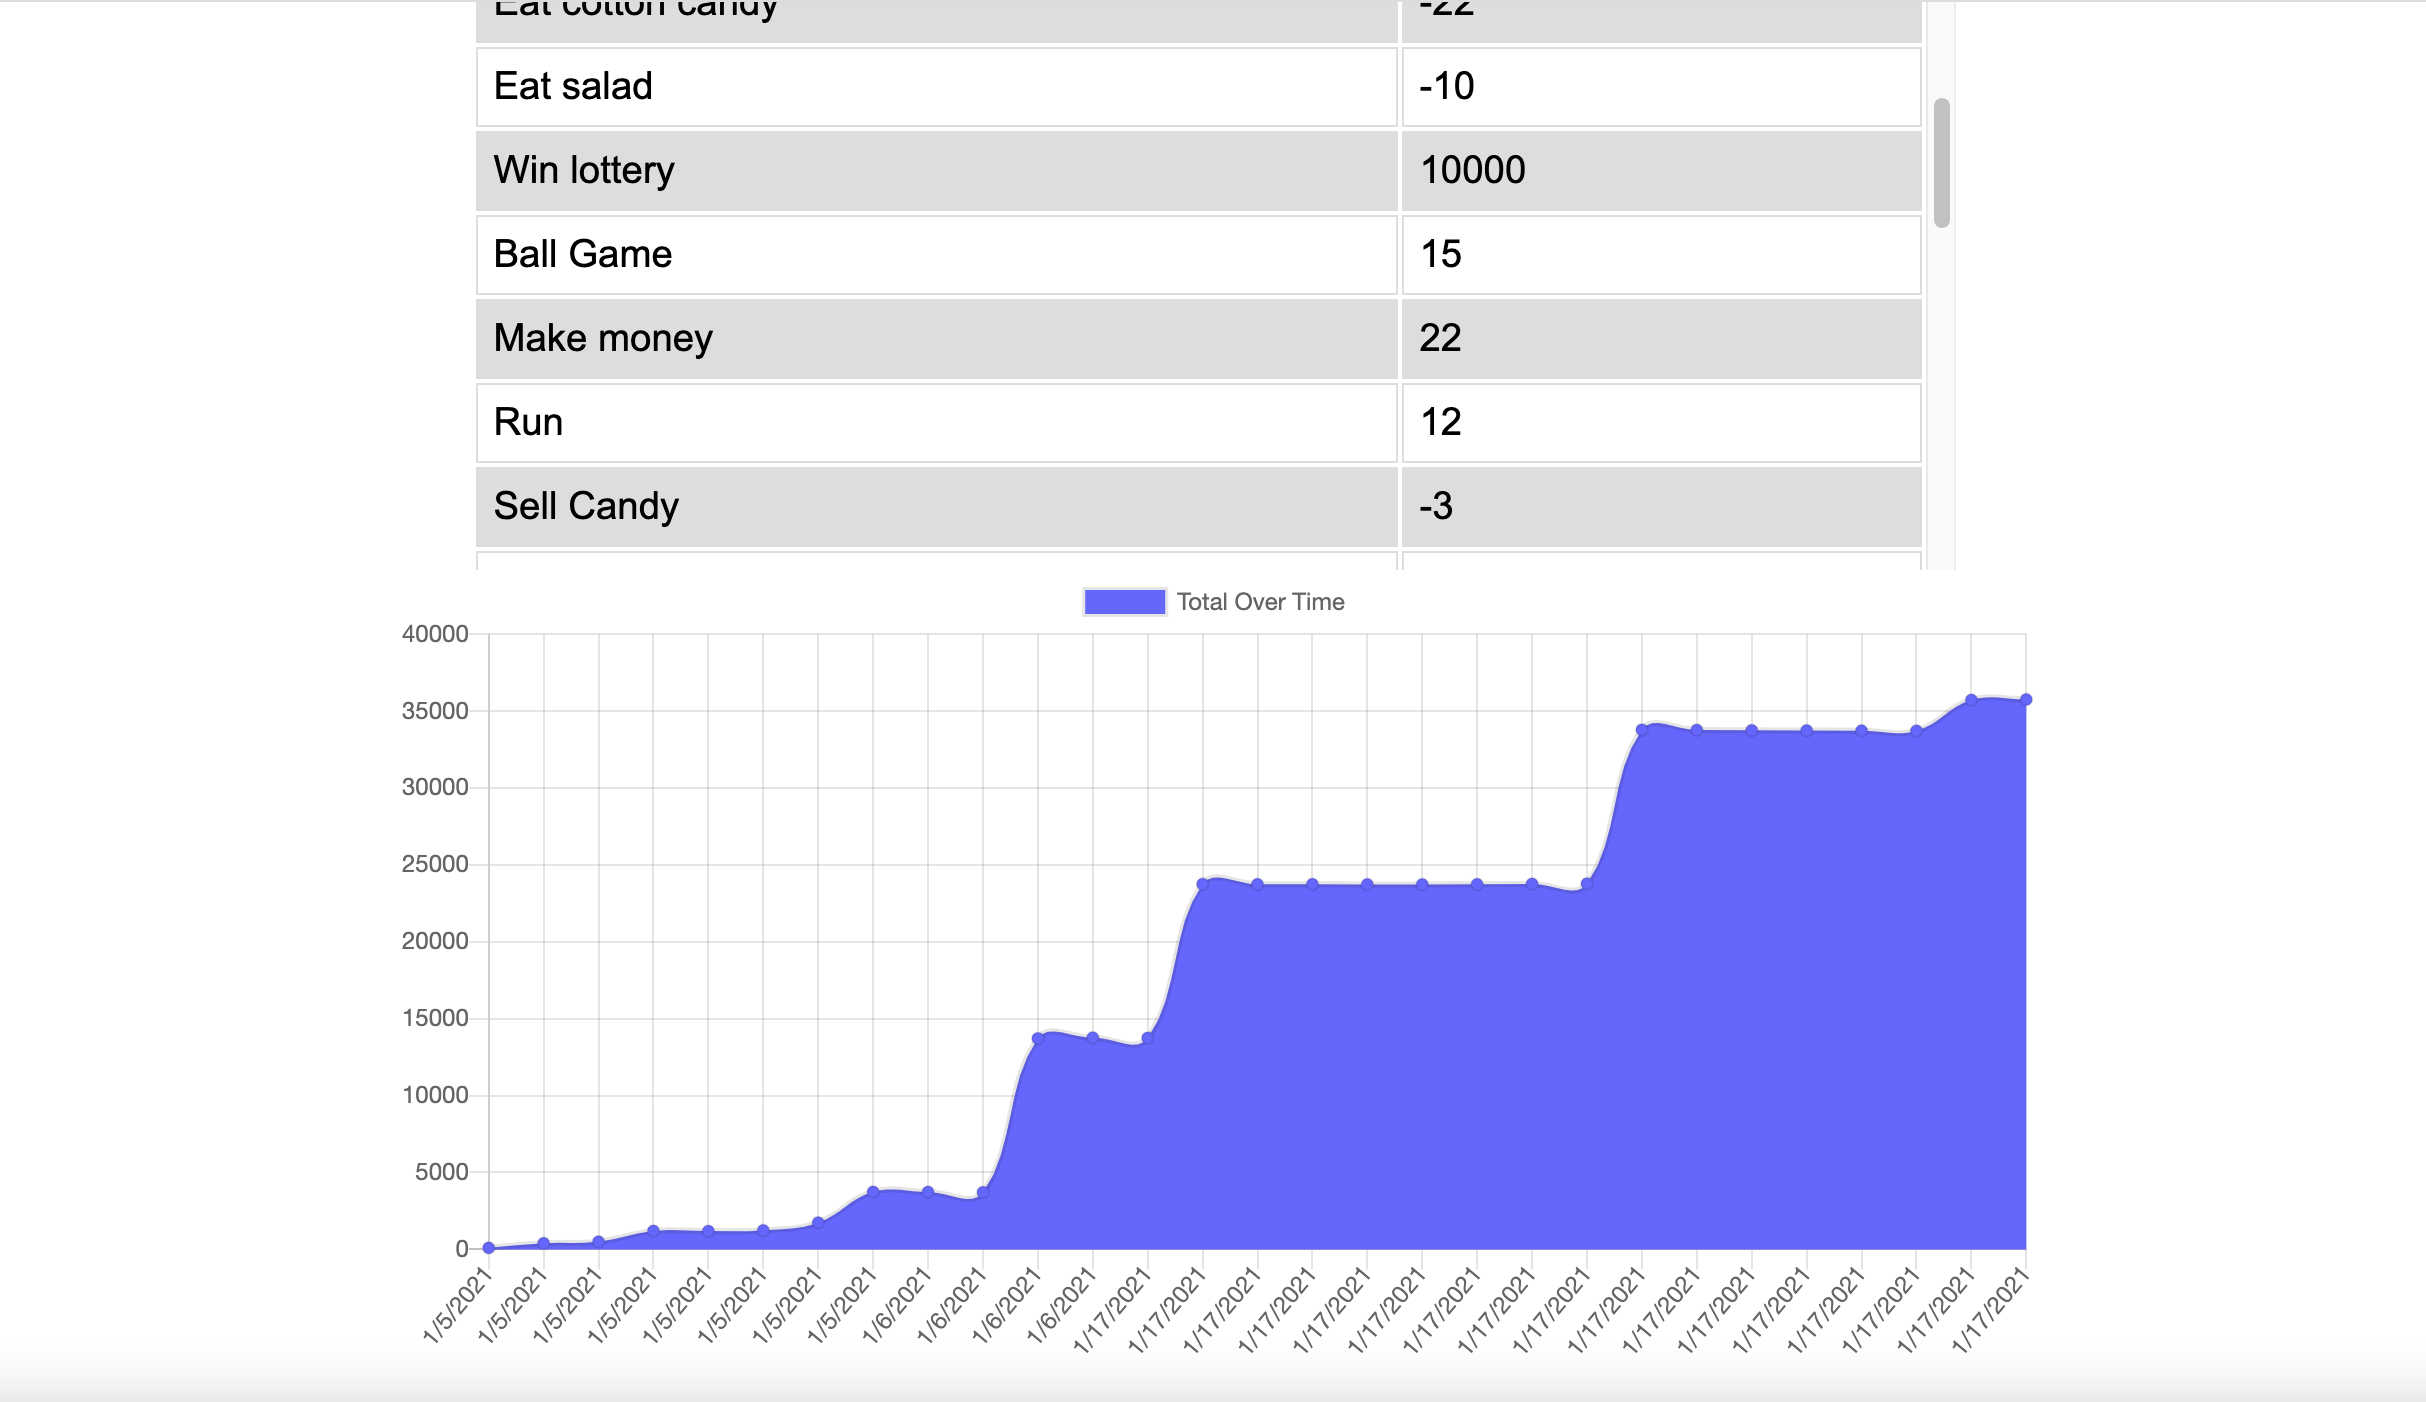 Eat cotton candy -22
Eat salad -10
Win lottery 10000
Ball Game 15
Make money 22
Run 12
Sell Candy -3
Total Over Time
40000
35000
30000
25000
20000
15000
10000
5000
0
1/5/2021 1/5/2021 1/5/2021 1/5/2021 1/5/2021 1/5/2021 1/5/2021 1/5/2021 1/6/2021 1/6/2021 1/6/2021 1/6/2021 1/17/2021 1/17/2021 1/17/2021 1/17/2021 1/17/2021 1/17/2021 1/17/2021 1/17/2021 1/17/2021 1/17/2021 1/17/2021 1/17/2021 1/17/2021 1/17/2021 1/17/2021 1/17/2021 1/17/2021